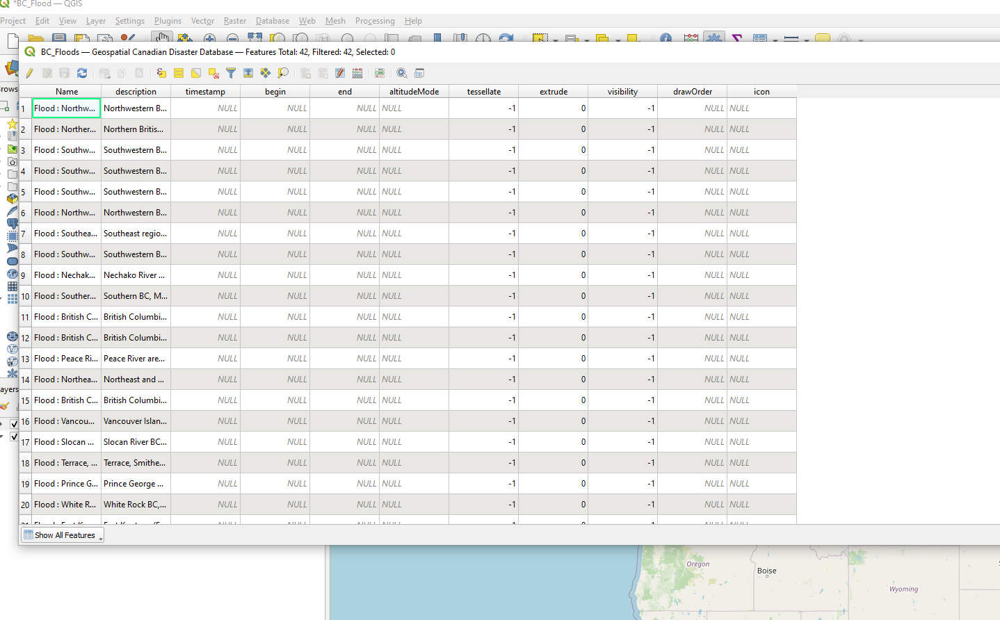 *BC_Flood — QGIS
Project Edit View Layer Settings Plugins Vector Raster Database Web Mesh Processing Help
BC_Floods — Geospatial Canadian Disaster Database — Features Total: 42, Filtered: 42, Selected: 0
Name description timestamp begin end altitudeMode tessellate extrude visibility drawOrder icon
1 Flood : Northw... Northwestern B... NULL NULL NULL NULL -1 0 -1 NULL NULL
2 Flood : Norther... Northern Britis... NULL NULL NULL NULL -1 0 -1 NULL NULL
3 Flood : Southw... Southwestern B... NULL NULL NULL NULL -1 0 -1 NULL NULL
4 Flood : Southw... Southwestern B... NULL NULL NULL NULL -1 0 -1 NULL NULL
5 Flood : Southw... Southwestern B... NULL NULL NULL NULL -1 0 -1 NULL NULL
6 Flood : Northw... Northwestern B... NULL NULL NULL NULL -1 0 -1 NULL NULL
7 Flood : Southea... Southeast regio... NULL NULL NULL NULL -1 0 -1 NULL NULL
8 Flood : Southw... Southwestern B... NULL NULL NULL NULL -1 0 -1 NULL NULL
9 Flood : Nechak... Nechako River ... NULL NULL NULL NULL -1 0 -1 NULL NULL
10 Flood : Souther... Southern BC, M... NULL NULL NULL NULL -1 0 -1 NULL NULL
11 Flood : British C... British Columbi... NULL NULL NULL NULL -1 0 -1 NULL NULL
12 Flood : British C... British Columbi... NULL NULL NULL NULL -1 0 -1 NULL NULL
13 Flood : Peace Ri... Peace River are... NULL NULL NULL NULL -1 0 -1 NULL NULL
14 Flood : Northea... Northeast and ... NULL NULL NULL NULL -1 0 -1 NULL NULL
15 Flood : British C... British Columbi... NULL NULL NULL NULL -1 0 -1 NULL NULL
16 Flood : Vancou... Vancouver Islan... NULL NULL NULL NULL -1 0 -1 NULL NULL
17 Flood : Slocan ... Slocan River BC... NULL NULL NULL NULL -1 0 -1 NULL NULL
18 Flood : Terrace, ... Terrace, Smithe... NULL NULL NULL NULL -1 0 -1 NULL NULL
19 Flood : Prince G... Prince George ... NULL NULL NULL NULL -1 0 -1 NULL NULL
20 Flood : White R... White Rock BC,... NULL NULL NULL NULL -1 0 -1 NULL NULL
Show All Features
Oregon
Boise
Wyoming